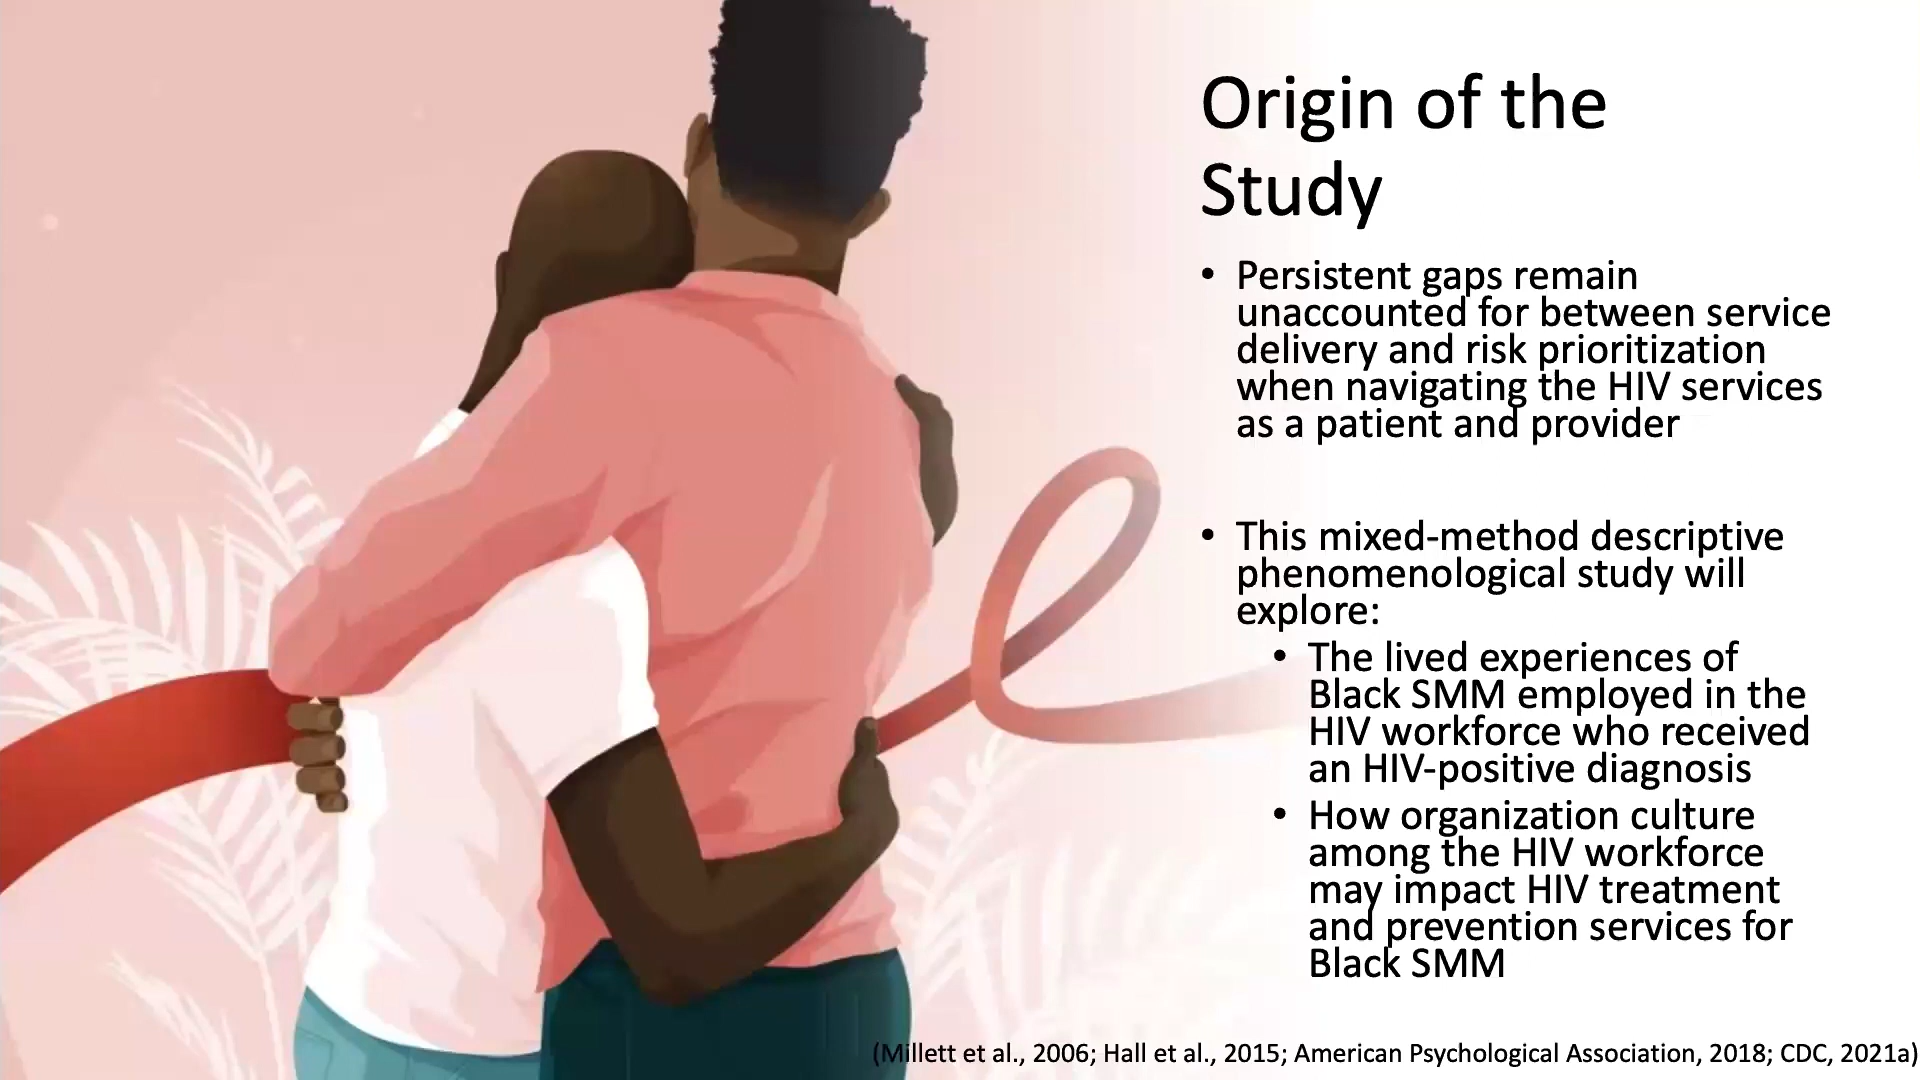 Origin of the
Study
• Persistent gaps remain
unaccounted for between service
delivery and risk prioritization
when navigating the HIV services
as a patient and provider
• This mixed-method descriptive
phenomenological study will
explore:
• The lived experiences of
Black SMM employed in the
HIV workforce who received
an HIV-positive diagnosis
• How organization culture
among the HIV workforce
may impact HIV treatment
and prevention services for
Black SMM
(Millett et al., 2006; Hall et al., 2015; American Psychological Association, 2018; CDC, 2021a)